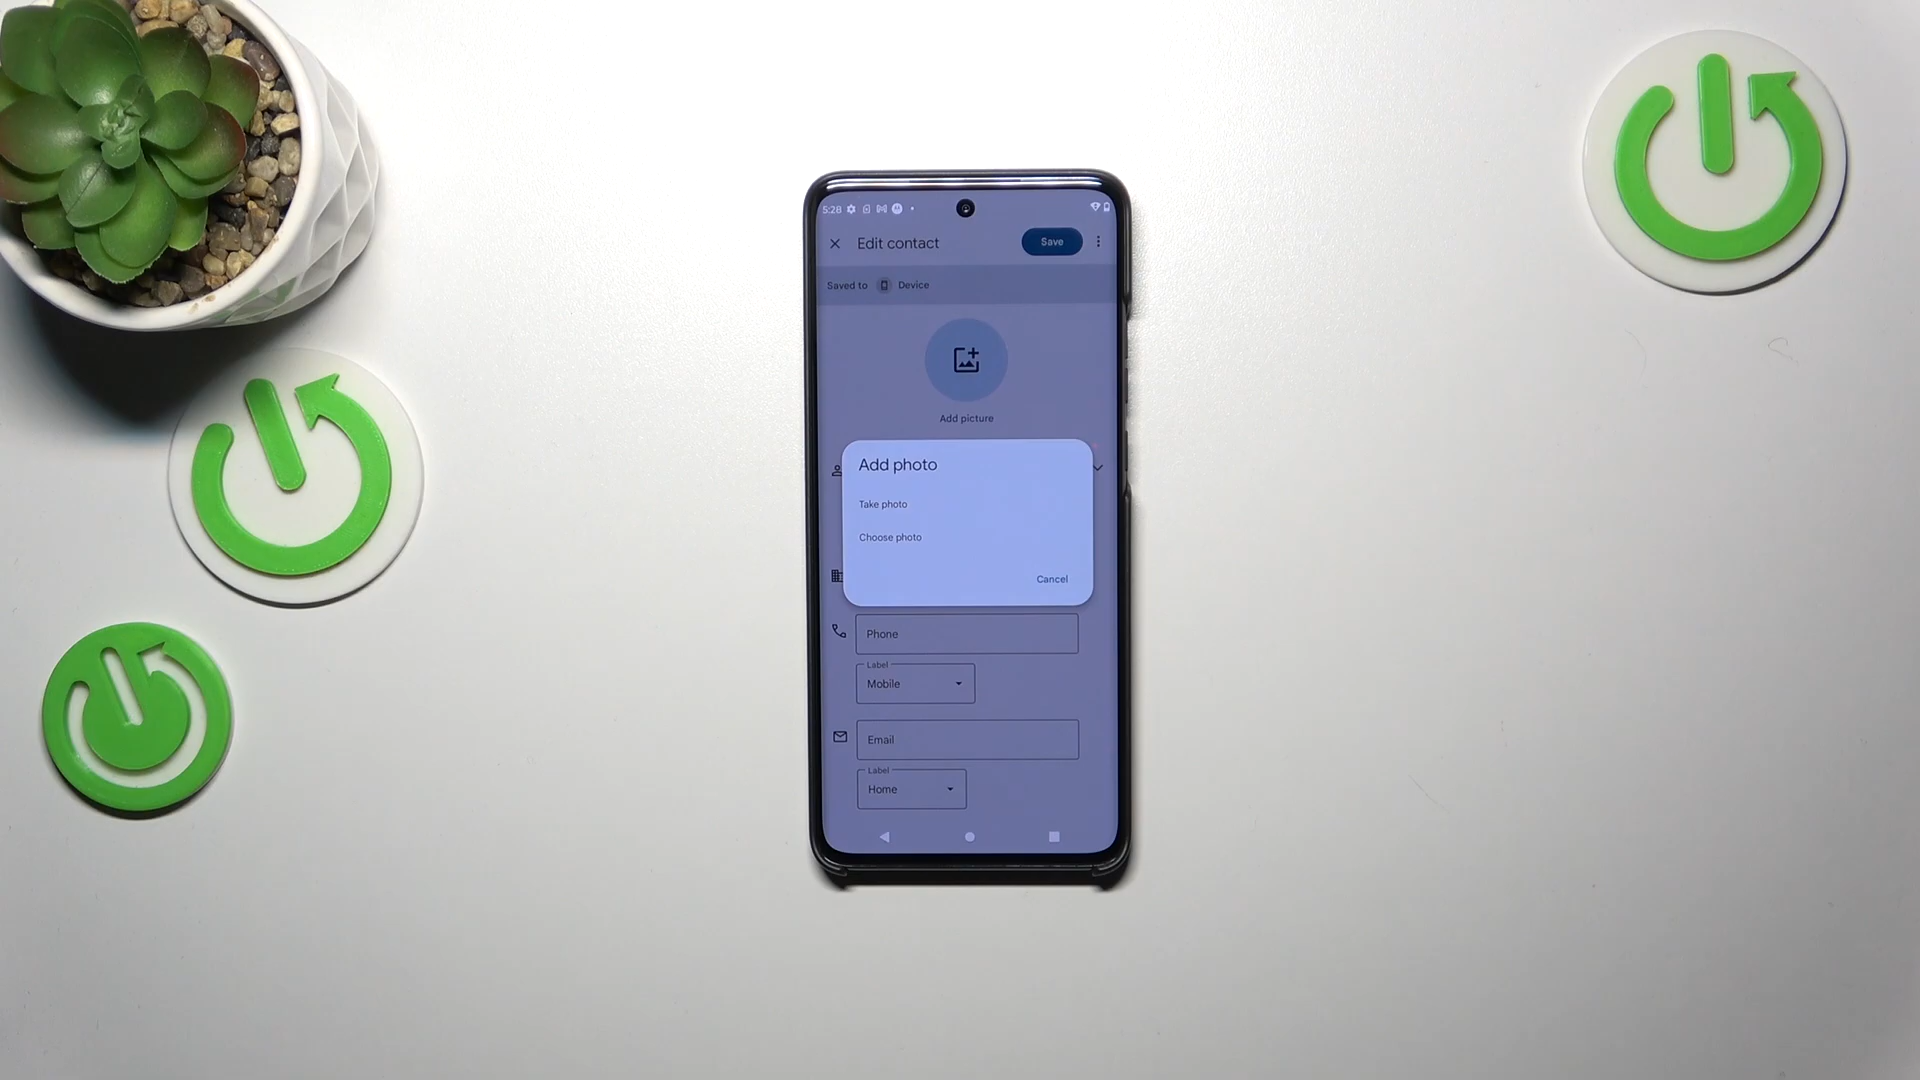 5:28
Edit contact
Save
Saved to Device
Add picture
Add photo
Take photo
Choose photo
Cancel
Phone
Label
Mobile
Email
Label
Home